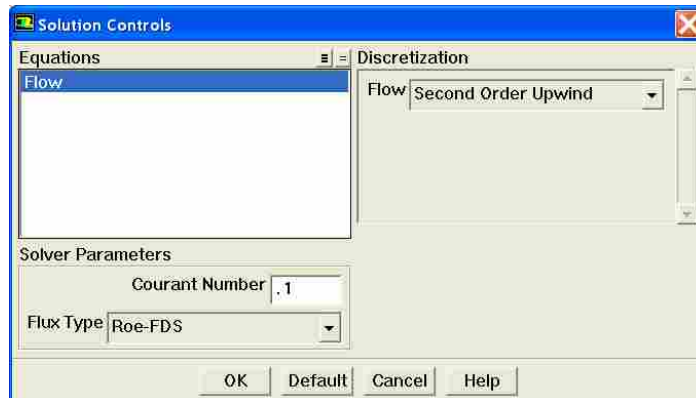 Solution Controls
Equations
Discretization
Flow
Flow Second Order Upwind
Solver Parameters
Courant Number .1
Flux Type Roe-FDS
OK Default Cancel Help